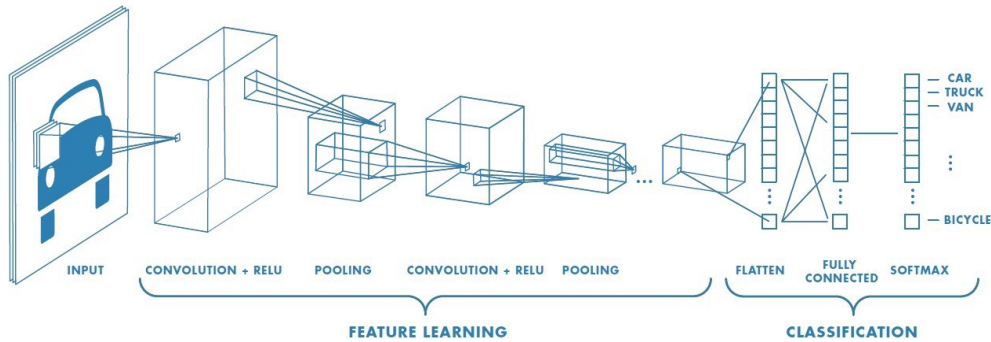 CAR
TRUCK
VAN
BICYCLE
INPUT
CONVOLUTION + RELU
POOLING
CONVOLUTION + RELU
POOLING
FLATTEN
FULLY
CONNECTED
SOFTMAX
FEATURE LEARNING
CLASSIFICATION